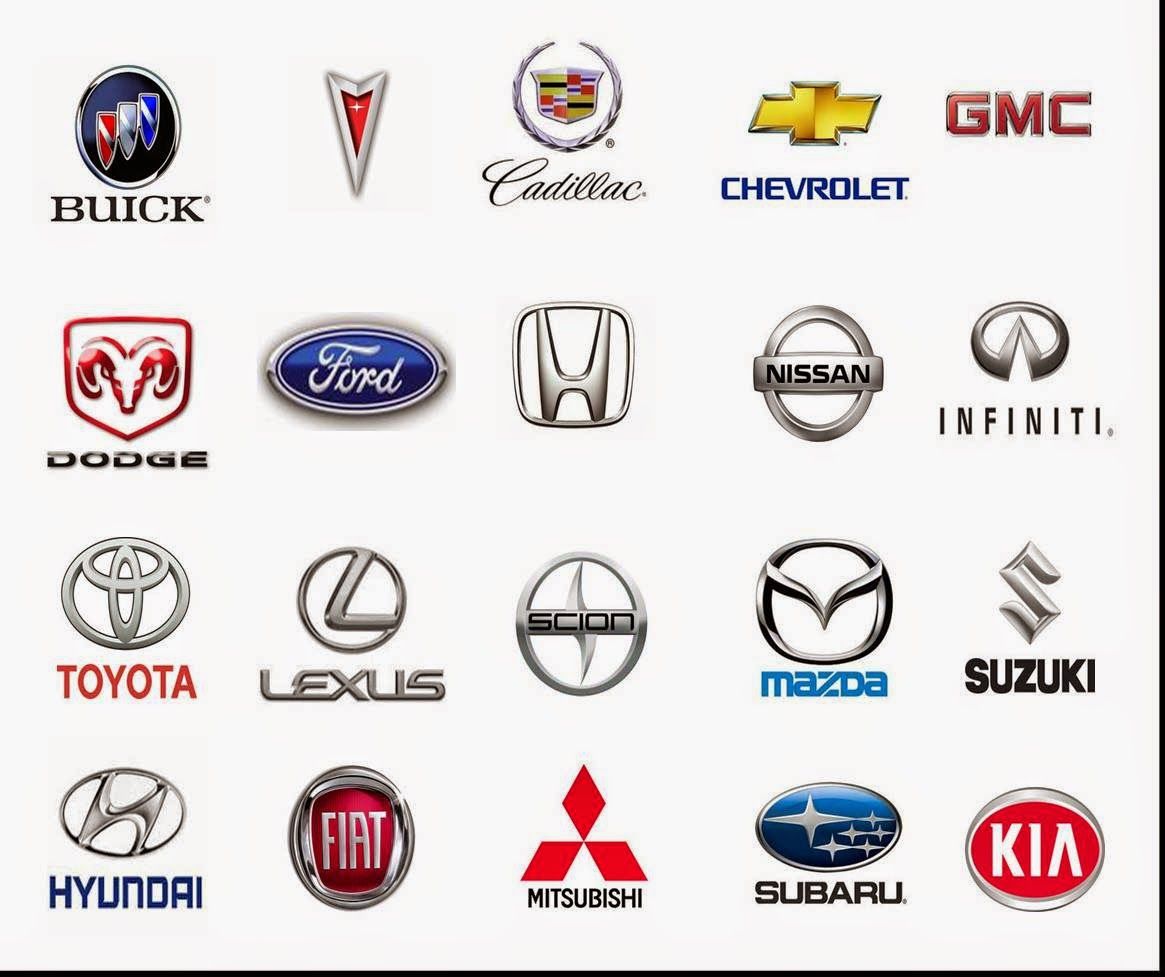 BUICK®
Cadillac®
CHEVROLET®
GMC
DODGE
Ford
NISSAN
INFINITI®
TOYOTA
LEXUS
SCION
mazda
SUZUKI
HYUNDAI
FIAT
MITSUBISHI
SUBARU®
KIA